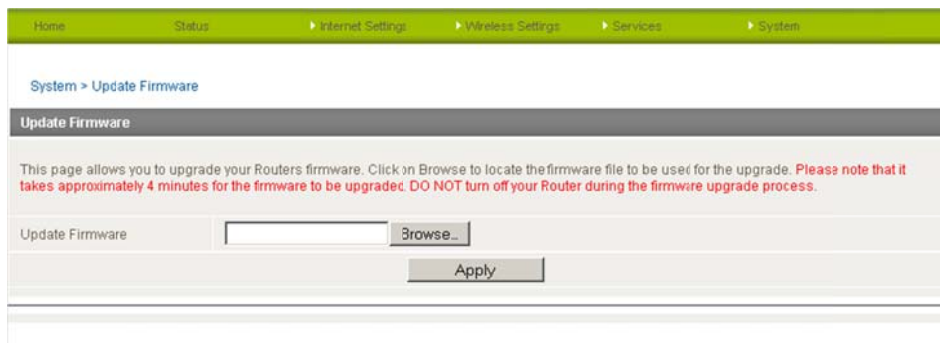 Home Status Internet Settings Wireless Settings Services System
System > Update Firmware
Update Firmware
This page allows you to upgrade your Routers firmware. Click on Browse to locate the firmware file to be used for the upgrade. Please note that it
takes approximately 4 minutes for the firmware to be upgraded. DO NOT turn off your Router during the firmware upgrade process.
Update Firmware Browse...
Apply